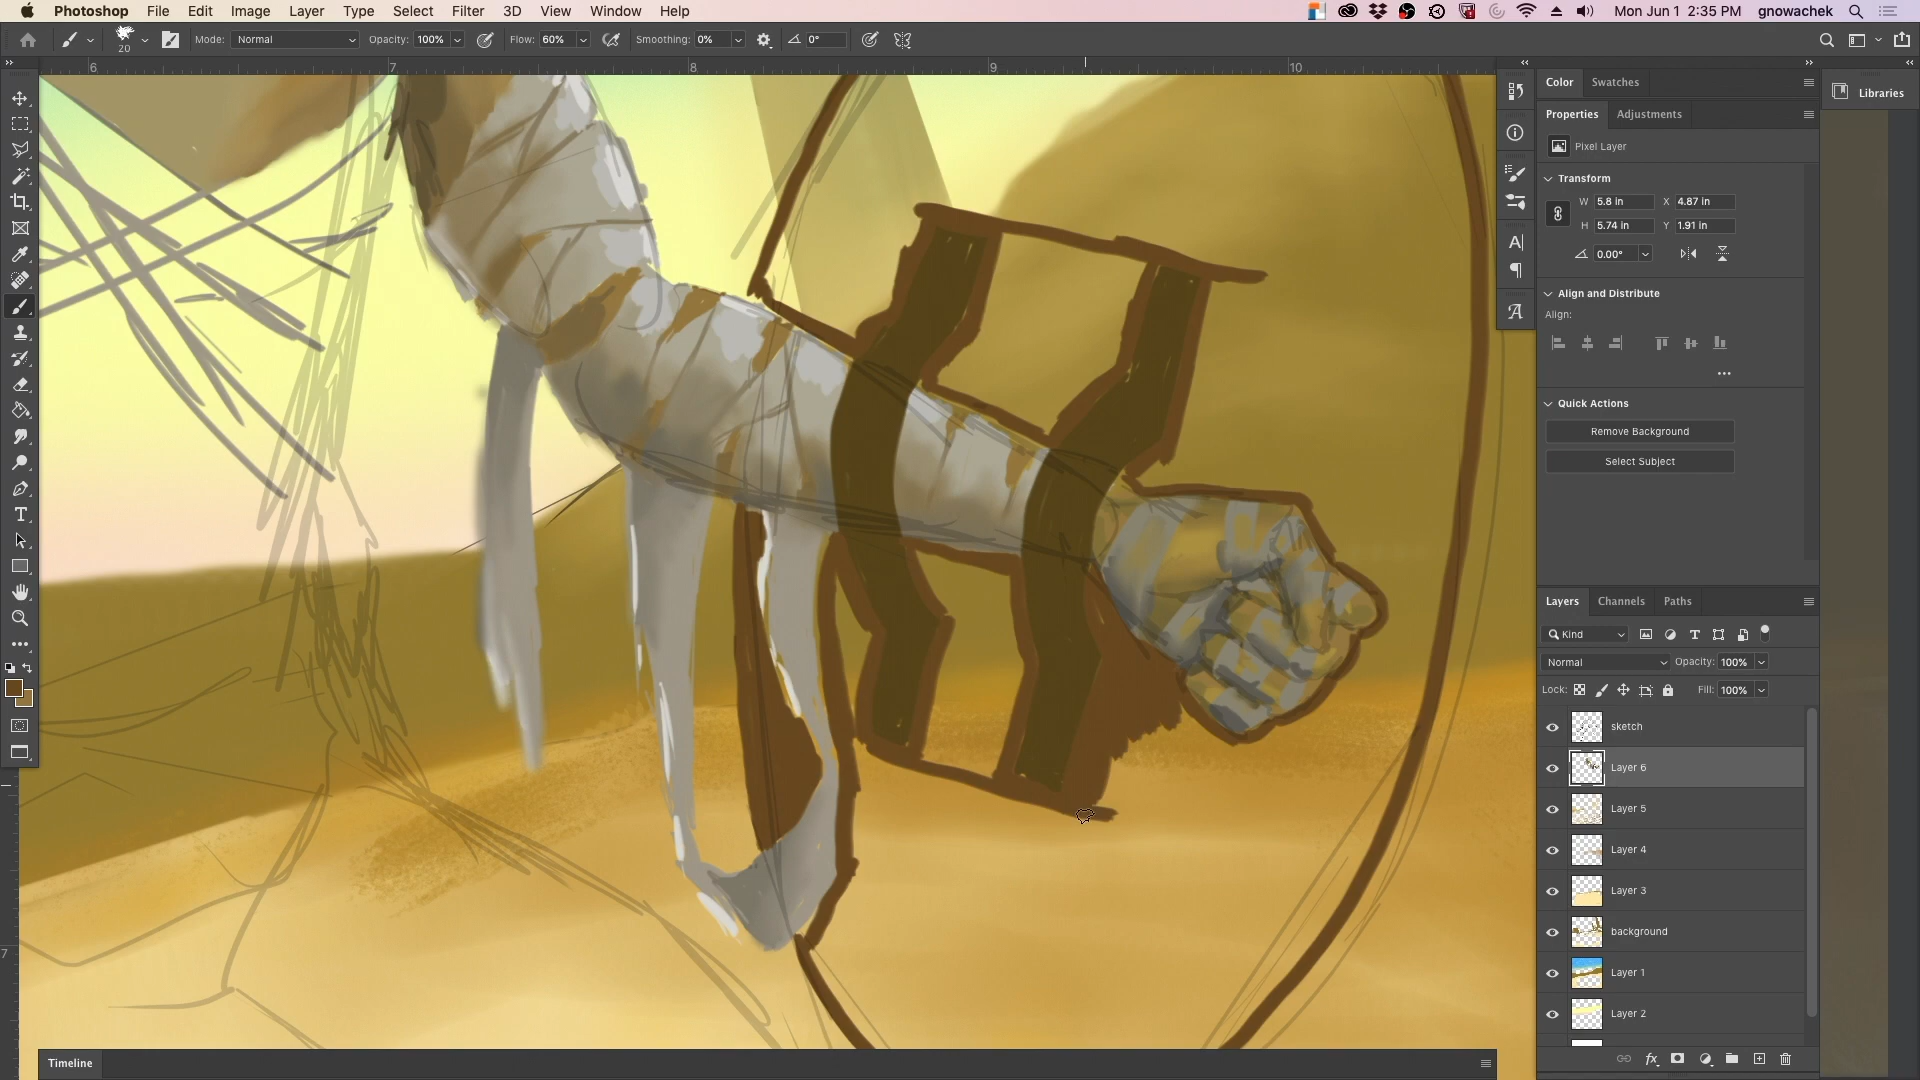 Photoshop File Edit Image Layer Type Select Filter 3D View Window Help Mon Jun 1 2:35 PM gnowachek
20 Mode: Normal Opacity: 100% Flow: 60% Smoothing: 0% 0°
6 7 8 9 10
Color Swatches Libraries
Properties Adjustments
Pixel Layer
Transform
W 5.8 in X 4.87 in
H 5.74 in Y 1.91 in
0.00°
Align and Distribute
Align:
Quick Actions
Remove Background
Select Subject
Layers Channels Paths
Kind
Normal Opacity: 100%
Lock: Fill: 100%
sketch
Layer 6
Layer 5
Layer 4
Layer 3
background
Layer 1
Layer 2
7
Timeline